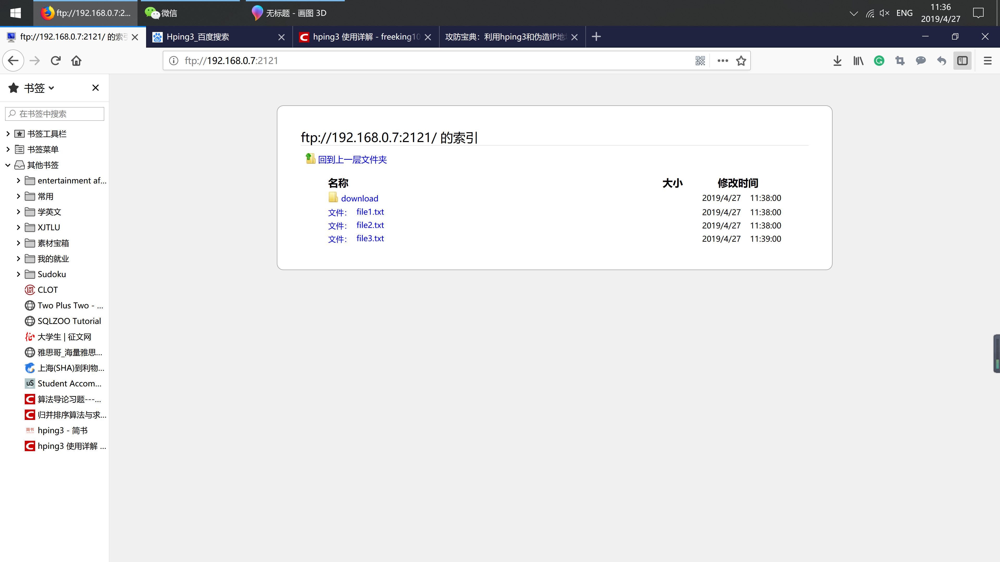 ftp://192.168.0.7:2... 微信 无标题 - 画图 3D ENG 11:36
2019/4/27
ftp://192.168.0.7:2121/ 的索引 Hping3_百度搜索 hping3 使用详解 - freeking10 攻防宝典：利用hping3和伪造IP地
ftp://192.168.0.7:2121
书签
在书签中搜索
书签工具栏
书签菜单
其他书签
entertainment af...
常用
学英文
XJTLU
素材宝箱
我的就业
Sudoku
CLOT
Two Plus Two - ...
SQLZOO Tutorial
大学生 | 征文网
雅思哥_海量雅思...
上海(SHA)到利物...
uS Student Accom...
算法导论习题---...
归并排序算法与求...
简书 hping3 - 简书
hping3 使用详解 ...
ftp://192.168.0.7:2121/ 的索引
回到上一层文件夹
名称 大小 修改时间
download 2019/4/27 11:38:00
文件： file1.txt 2019/4/27 11:38:00
文件： file2.txt 2019/4/27 11:38:00
文件： file3.txt 2019/4/27 11:39:00